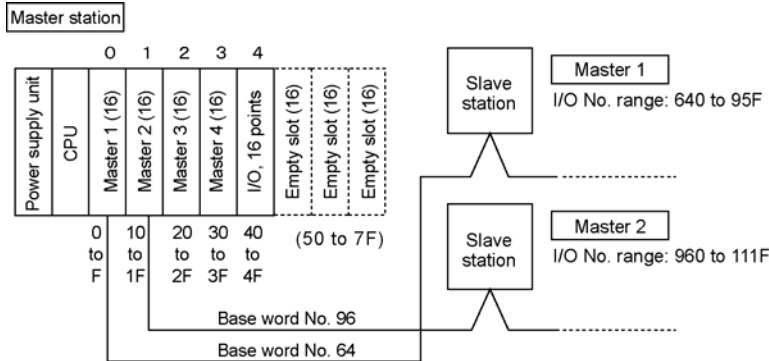 Master station
0 1 2 3 4
Power supply unit
CPU
Master 1 (16)
Master 2 (16)
Master 3 (16)
Master 4 (16)
I/O, 16 points
Empty slot (16)
Empty slot (16)
Empty slot (16)
0 to F
10 to 1F
20 to 2F
30 to 3F
40 to 4F
(50 to 7F)
Base word No. 96
Base word No. 64
Slave
station
Master 1
I/O No. range: 640 to 95F
Slave
station
Master 2
I/O No. range: 960 to 111F